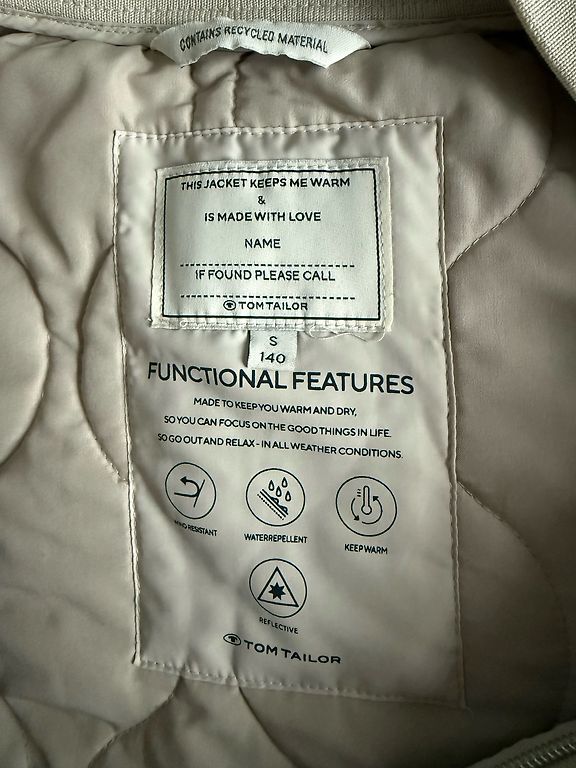 CONTAINS RECYCLED MATERIAL
THIS JACKET KEEPS ME WARM
&
IS MADE WITH LOVE
NAME
IF FOUND PLEASE CALL
TOM TAILOR
S
140
FUNCTIONAL FEATURES
MADE TO KEEP YOU WARM AND DRY,
SO YOU CAN FOCUS ON THE GOOD THINGS IN LIFE.
SO GO OUT AND RELAX - IN ALL WEATHER CONDITIONS.
WIND RESISTANT
WATERREPELLENT
KEEP WARM
REFLECTIVE
TOM TAILOR